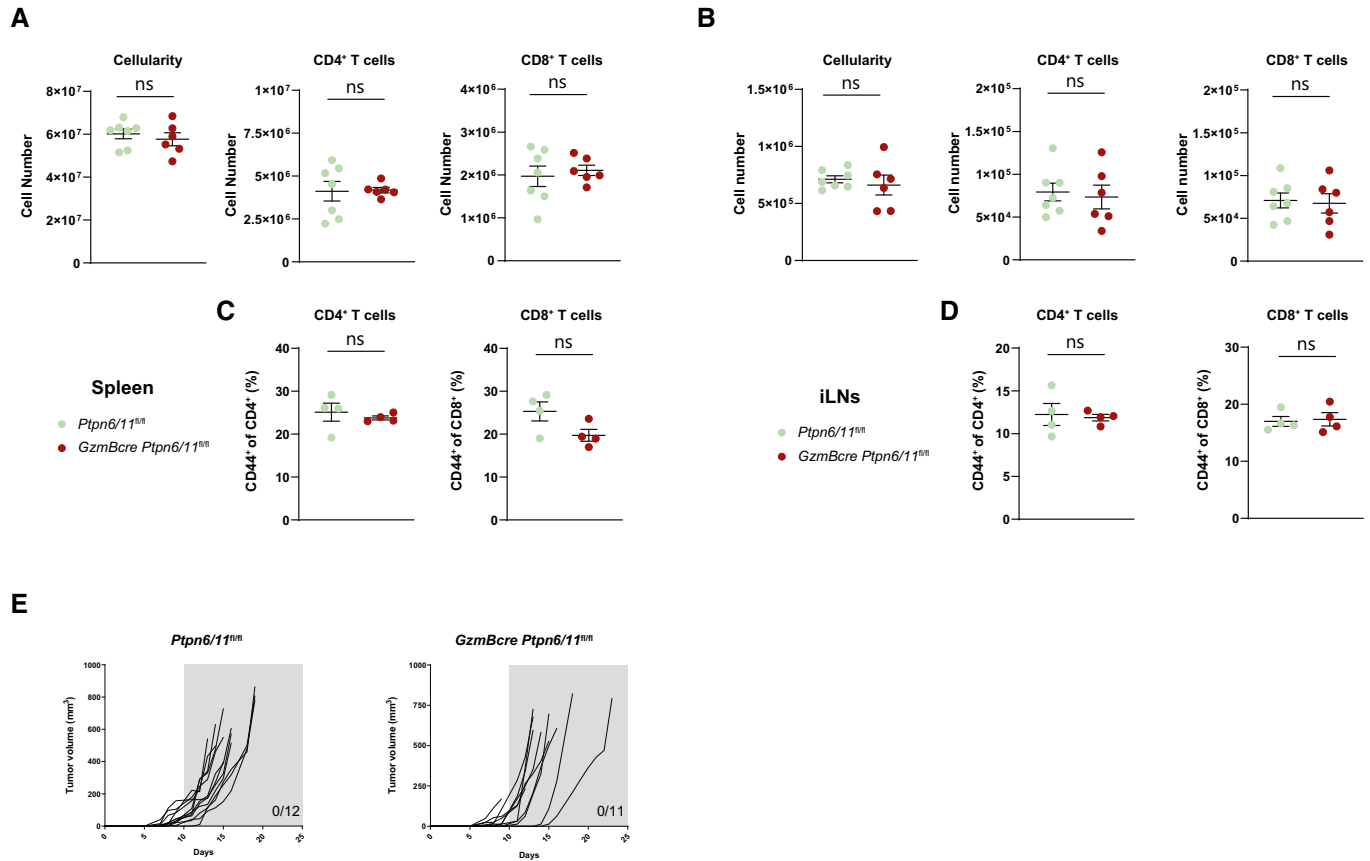 A
B
Cellularity
CD4⁺ T cells
CD8⁺ T cells
Cellularity
CD4⁺ T cells
CD8⁺ T cells
ns
ns
ns
ns
ns
ns
Cell Number
8×10⁷
6×10⁷
4×10⁷
2×10⁷
0
Cell Number
1×10⁷
7.5×10⁶
5×10⁶
2.5×10⁶
0
Cell Number
4×10⁶
3×10⁶
2×10⁶
1×10⁶
0
Cell number
1.5×10⁶
1×10⁶
5×10⁵
0
Cell number
2×10⁵
1.5×10⁵
1×10⁵
5×10⁴
0
Cell number
2×10⁵
1.5×10⁵
1×10⁵
5×10⁴
0
C
D
CD4⁺ T cells
CD8⁺ T cells
CD4⁺ T cells
CD8⁺ T cells
ns
ns
ns
ns
Spleen
Ptpn6/11fl/fl
GzmBcre Ptpn6/11fl/fl
CD44⁺ of CD4⁺ (%)
40
30
20
10
0
CD44⁺ of CD8⁺ (%)
40
30
20
10
0
iLNs
Ptpn6/11fl/fl
GzmBcre Ptpn6/11fl/fl
CD44⁺ of CD4⁺ (%)
20
15
10
5
0
CD44⁺ of CD8⁺ (%)
30
20
10
0
E
Ptpn6/11fl/fl
GzmBcre Ptpn6/11fl/fl
Tumor volume (mm³)
1000
800
600
400
200
0
0/12
0 5 10 15 20 25
Days
Tumor volume (mm³)
1000
750
500
250
0
0/11
0 5 10 15 20 25
Days